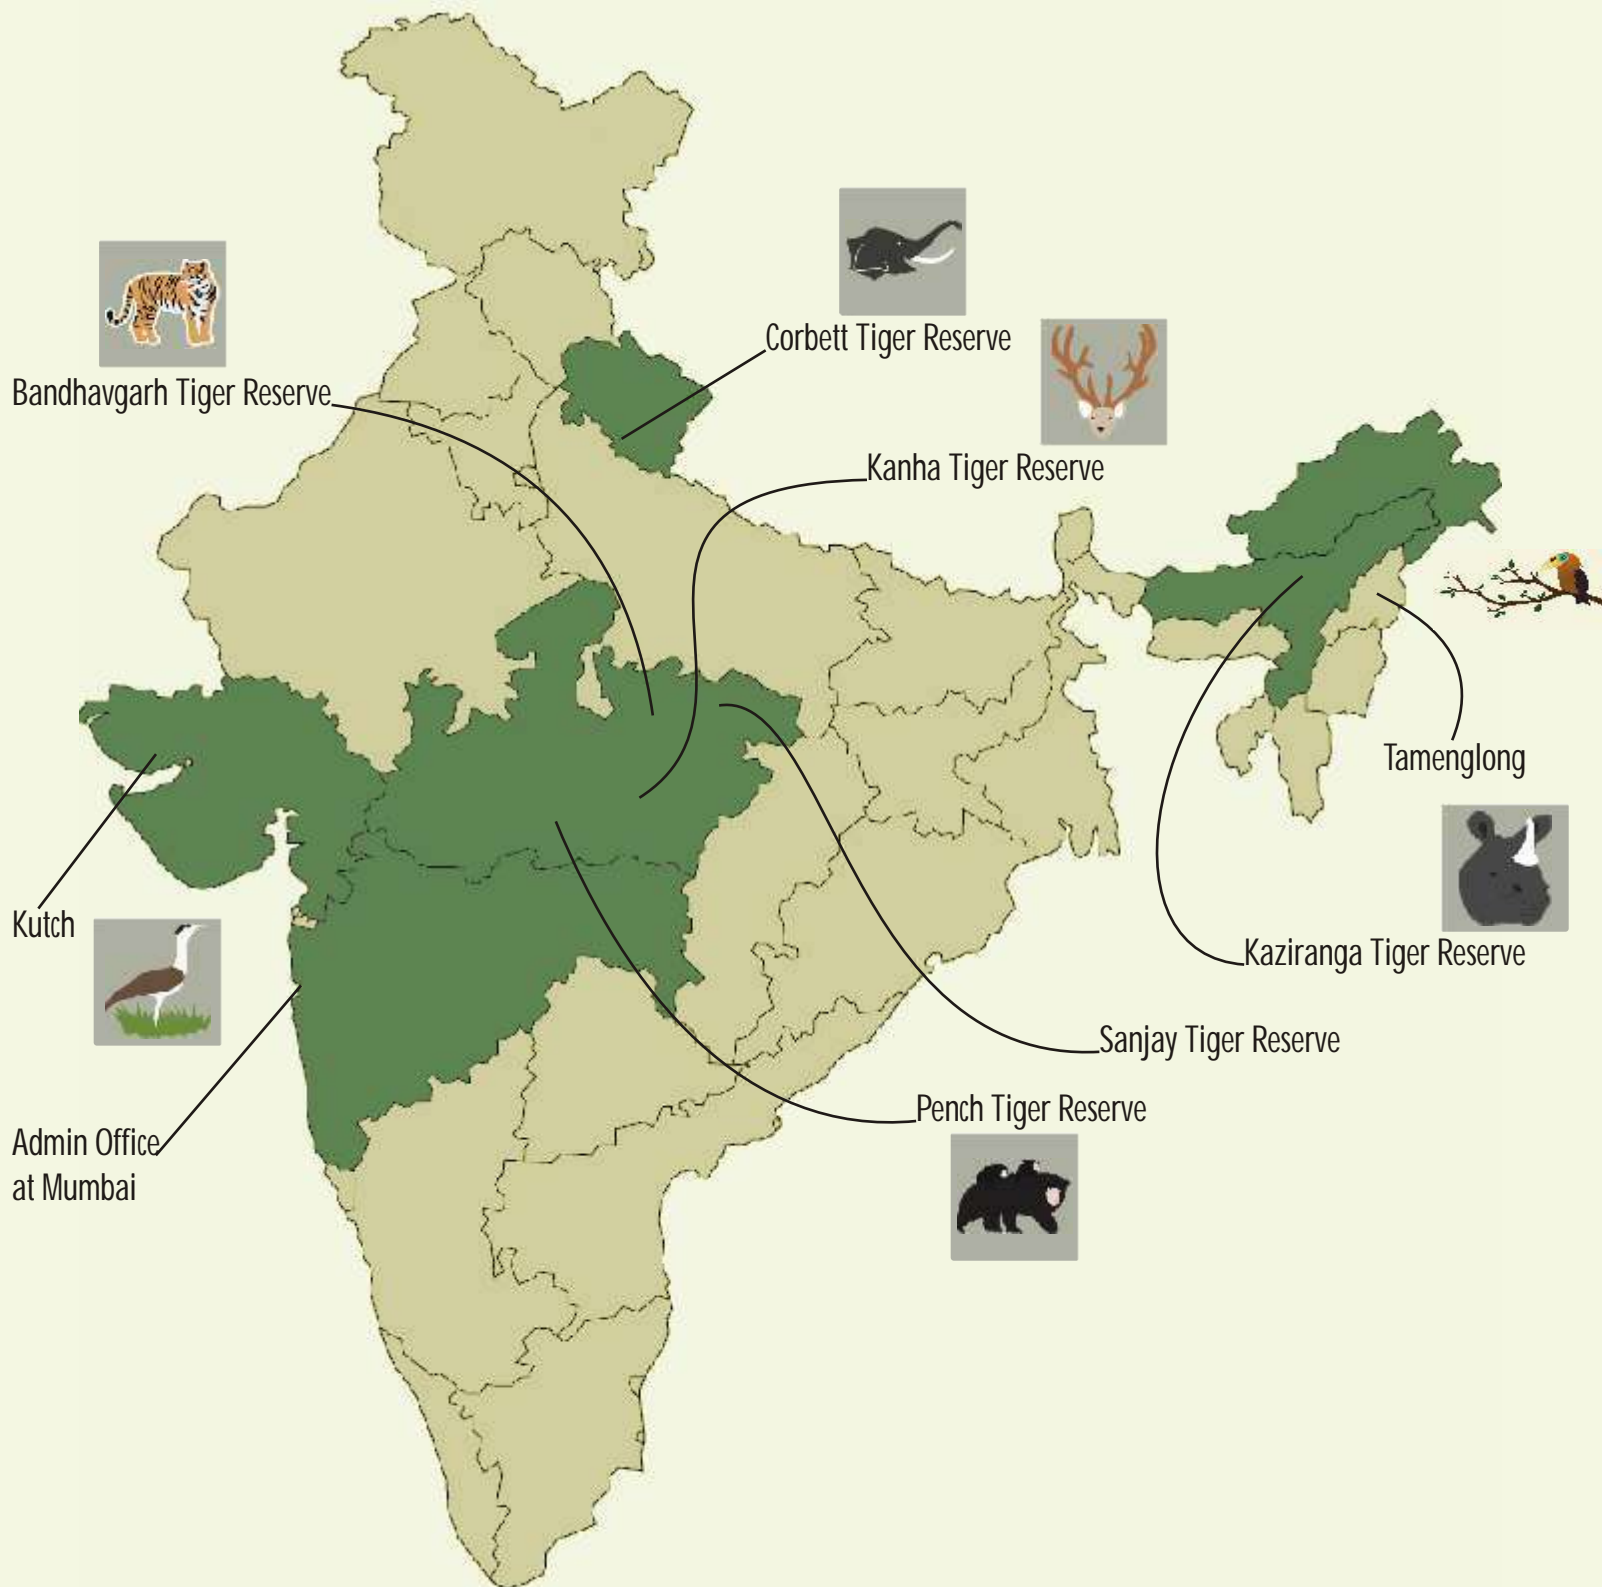 Corbett Tiger Reserve
Bandhavgarh Tiger Reserve
Kanha Tiger Reserve
Tamenglong
Kutch
Kaziranga Tiger Reserve
Sanjay Tiger Reserve
Pench Tiger Reserve
Admin Office
at Mumbai